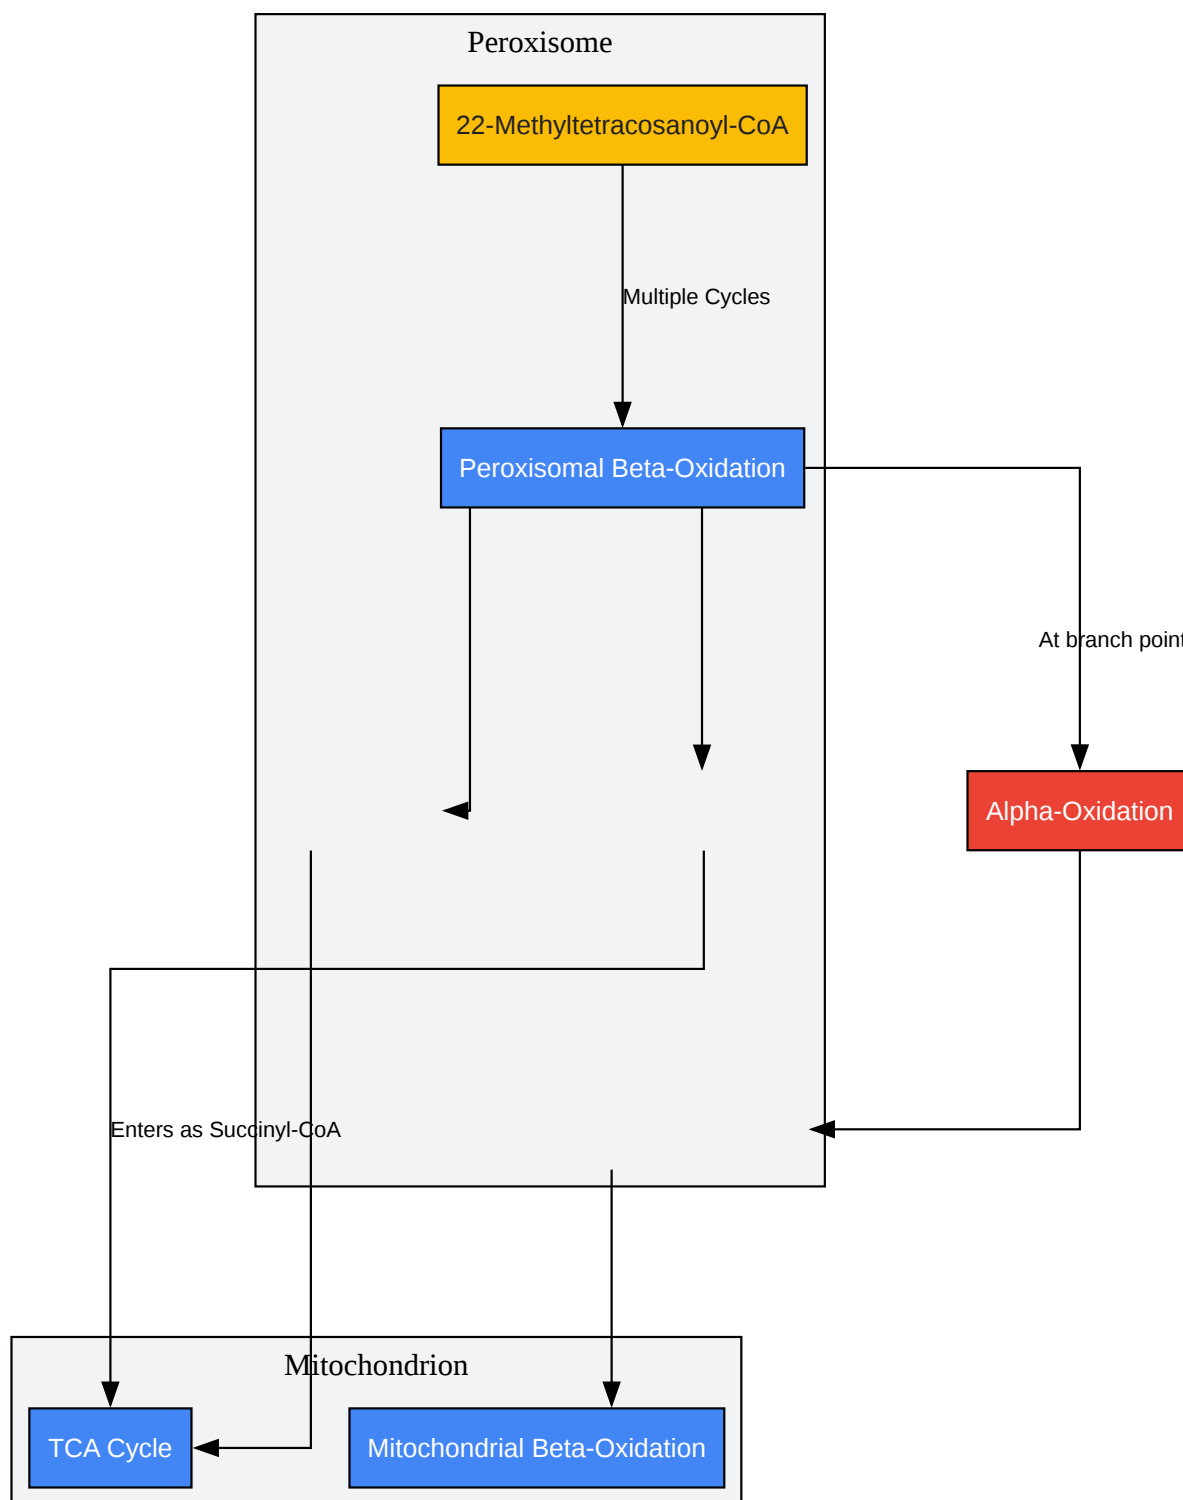 Peroxisome
22-Methyltetracosanoyl-CoA
Multiple Cycles
Peroxisomal Beta-Oxidation
At branch point
Alpha-Oxidation
Enters as Succinyl-CoA
Mitochondrion
TCA Cycle
Mitochondrial Beta-Oxidation